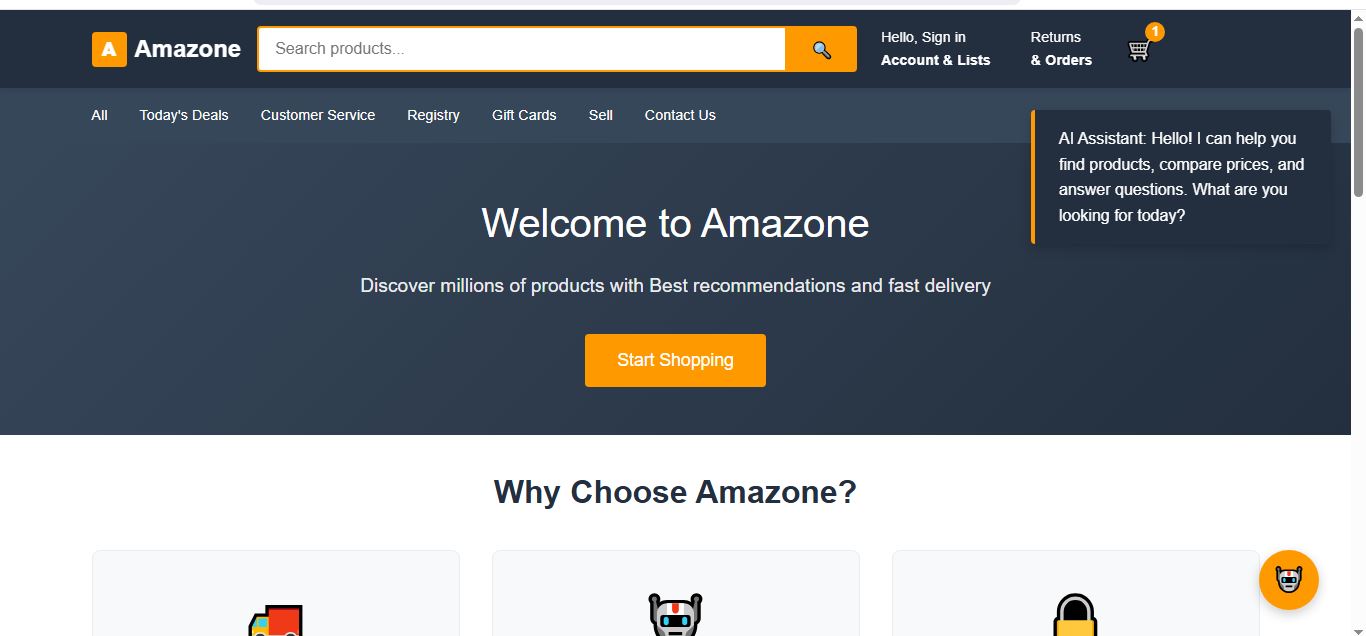 A Amazone
Search products...
Hello, Sign in
Account & Lists
Returns
& Orders
1
All Today's Deals Customer Service Registry Gift Cards Sell Contact Us
AI Assistant: Hello! I can help you
find products, compare prices, and
answer questions. What are you
looking for today?
Welcome to Amazone
Discover millions of products with Best recommendations and fast delivery
Start Shopping
Why Choose Amazone?